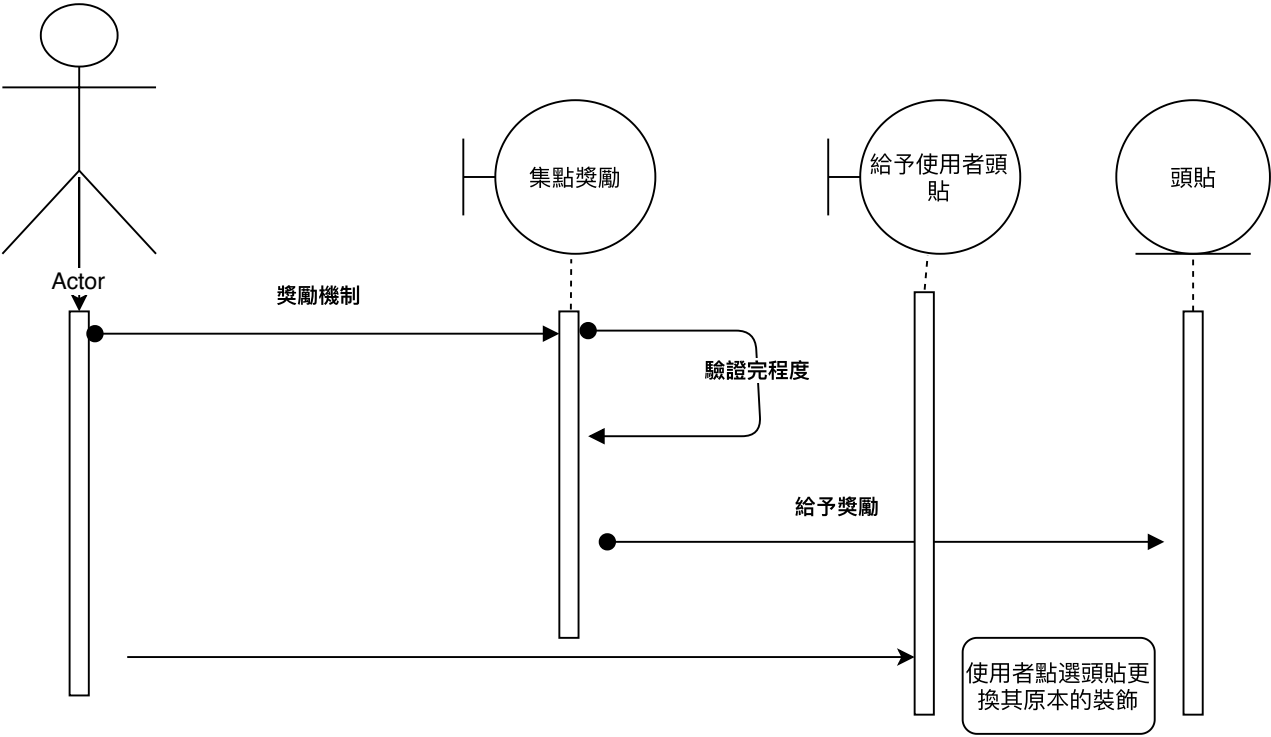 集點獎勵
給予使用者頭
貼
頭貼
Actor
獎勵機制
驗證完程度
給予獎勵
使用者點選頭貼更
換其原本的裝飾